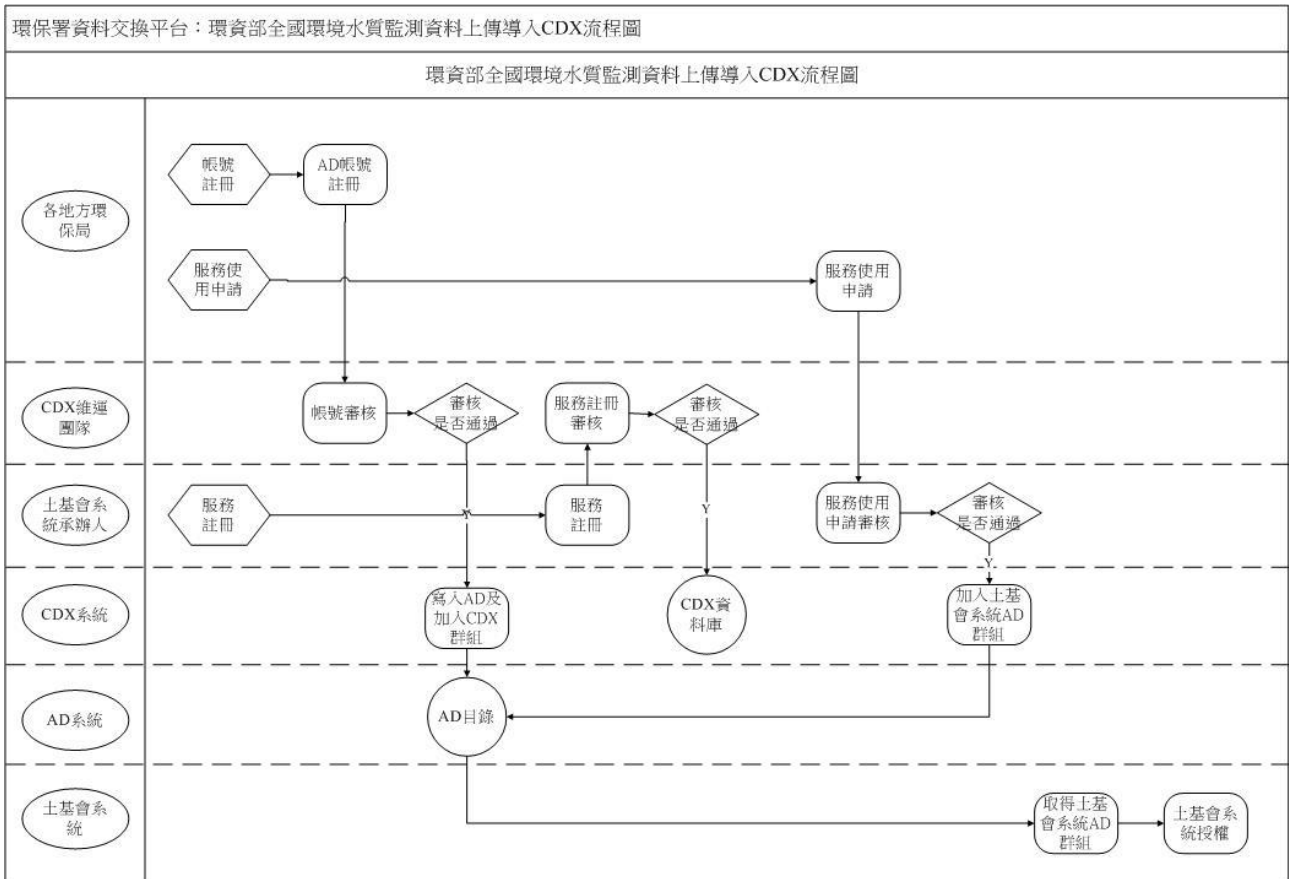 環保署資料交換平台：環資部全國環境水質監測資料上傳導入CDX流程圖
環資部全國環境水質監測資料上傳導入CDX流程圖
各地方環
保局
帳號
註冊
AD帳號
註冊
服務使
用申請
服務使用
申請
CDX維運
團隊
帳號審核
審核
是否通過
服務註冊
審核
審核
是否通過
土基會系
統承辦人
服務
註冊
Y
服務
註冊
Y
服務使用
申請審核
審核
是否通過
Y
CDX系統
寫入AD及
加入CDX
群組
CDX資
料庫
加入土基
會系統AD
群組
AD系統
AD目錄
土基會系
統
取得土基
會系統AD
群組
土基會系
統授權